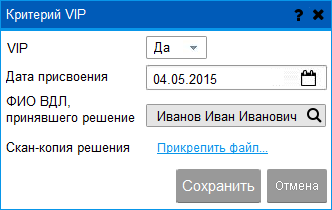 Критерий VIP ? ×
VIP Да
Дата присвоения 04.05.2015
ФИО ВДЛ,
принявшего решение Иванов Иван Иванович
Скан-копия решения Прикрепить файл...
Сохранить Отмена